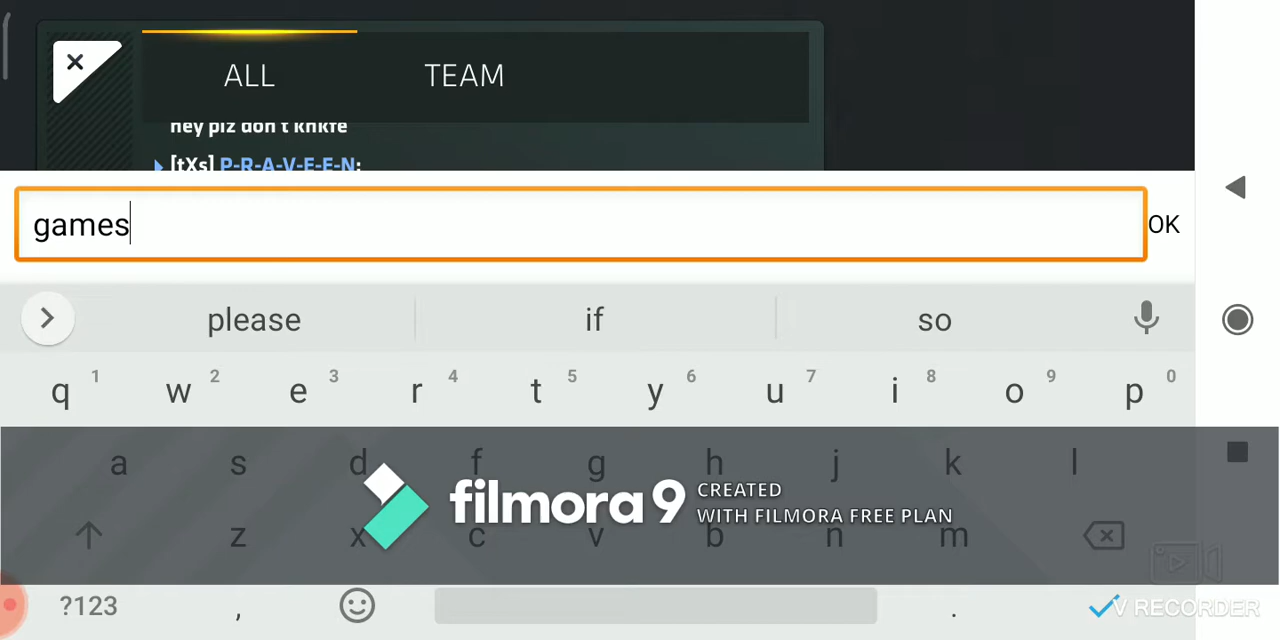 ALL TEAM
hey plz don't khkfe
[tXs] P-R-A-V-E-E-N:
games
OK
please if so
q 1 w 2 e 3 r 4 t 5 y 6 u 7 i 8 o 9 p 0
a s d f g h j k l
filmora 9 CREATED
WITH FILMORA FREE PLAN
z x c v b n m
?123 , .
V RECORDER